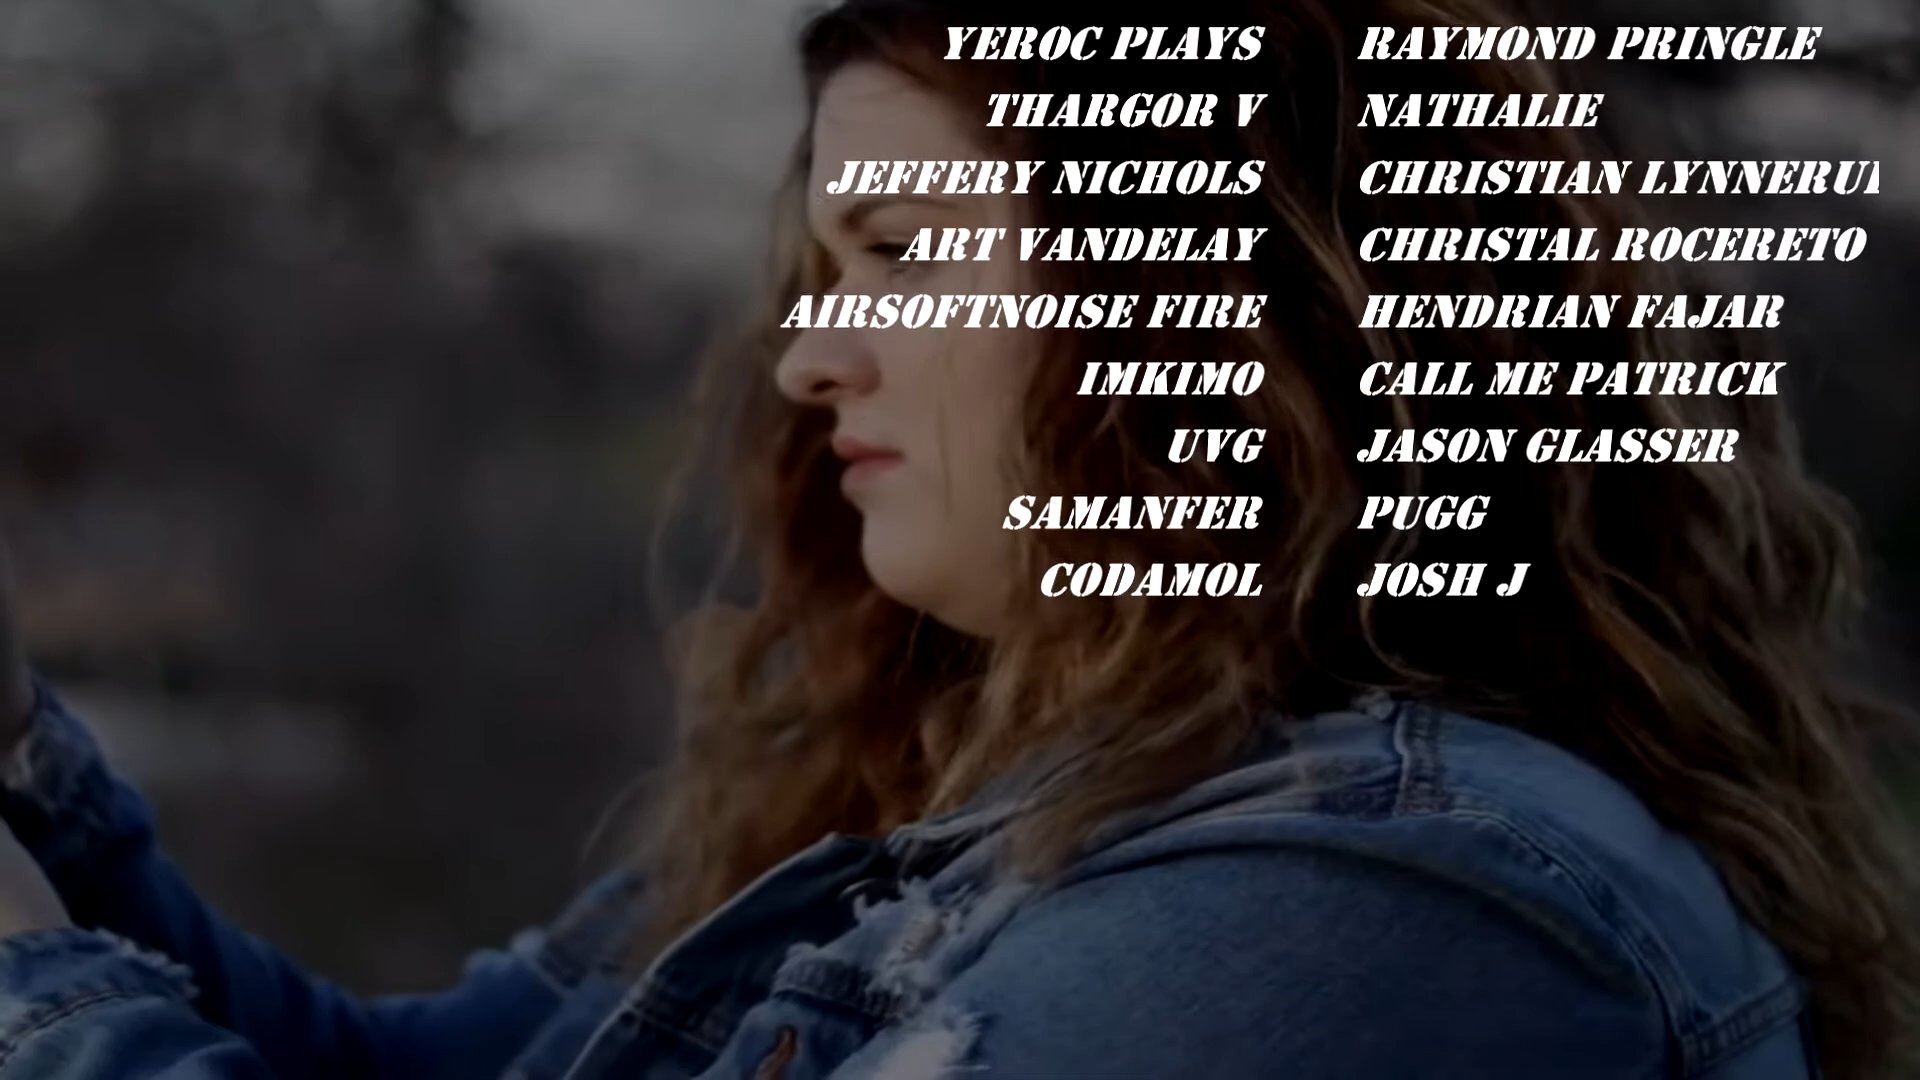 YEROC PLAYS RAYMOND PRINGLE
THARGOR V NATHALIE
JEFFERY NICHOLS CHRISTIAN
ART VANDELAY CHRISTAL ROCERETO
AIRSOFTNOISE FIRE HENDRIAN FAJAR
IMKIMO CALL ME PATRICK
UVG JASON GLASSER
SAMANFER PUGG
CODAMOL JOSH J